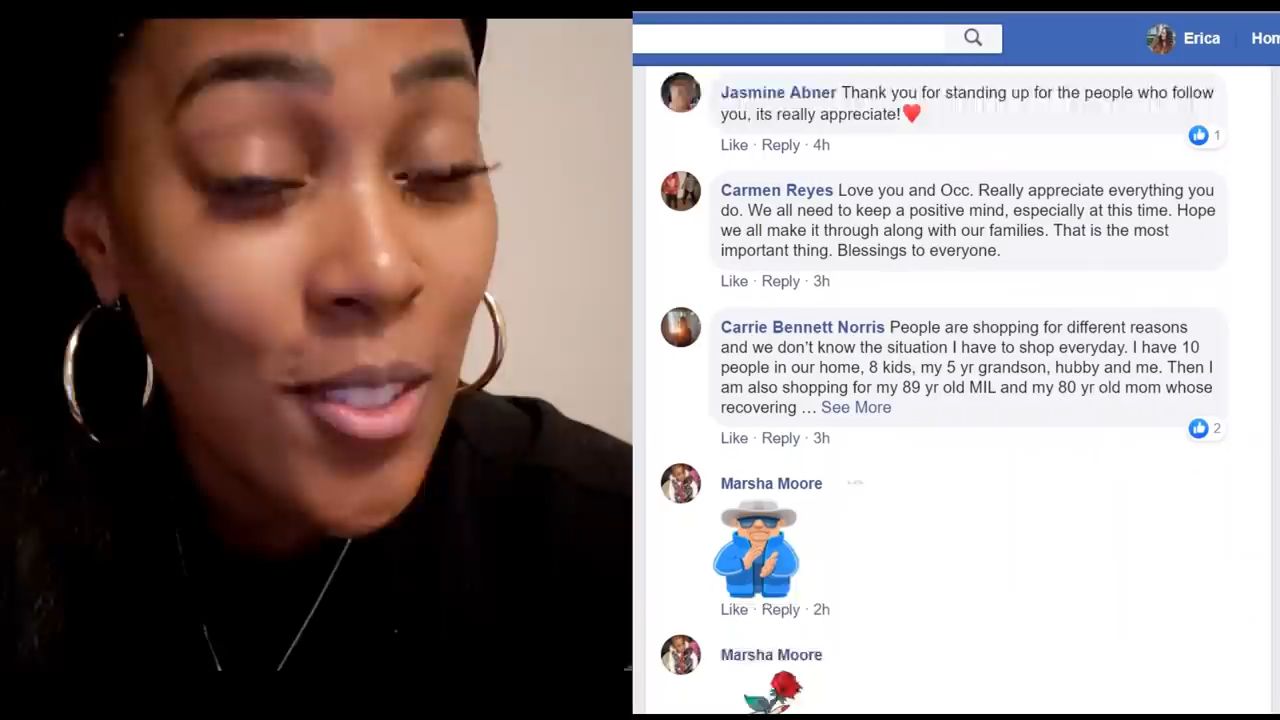 Erica
Jasmine Abner Thank you for standing up for the people who follow
you, its really appreciate!❤️
1
Like · Reply · 4h
Carmen Reyes Love you and Occ. Really appreciate everything you
do. We all need to keep a positive mind, especially at this time. Hope
we all make it through along with our families. That is the most
important thing. Blessings to everyone.
Like · Reply · 3h
Carrie Bennett Norris People are shopping for different reasons
and we don't know the situation I have to shop everyday. I have 10
people in our home, 8 kids, my 5 yr grandson, hubby and me. Then I
am also shopping for my 89 yr old MIL and my 80 yr old mom whose
recovering … See More
2
Like · Reply · 3h
Marsha Moore
Like · Reply · 2h
Marsha Moore